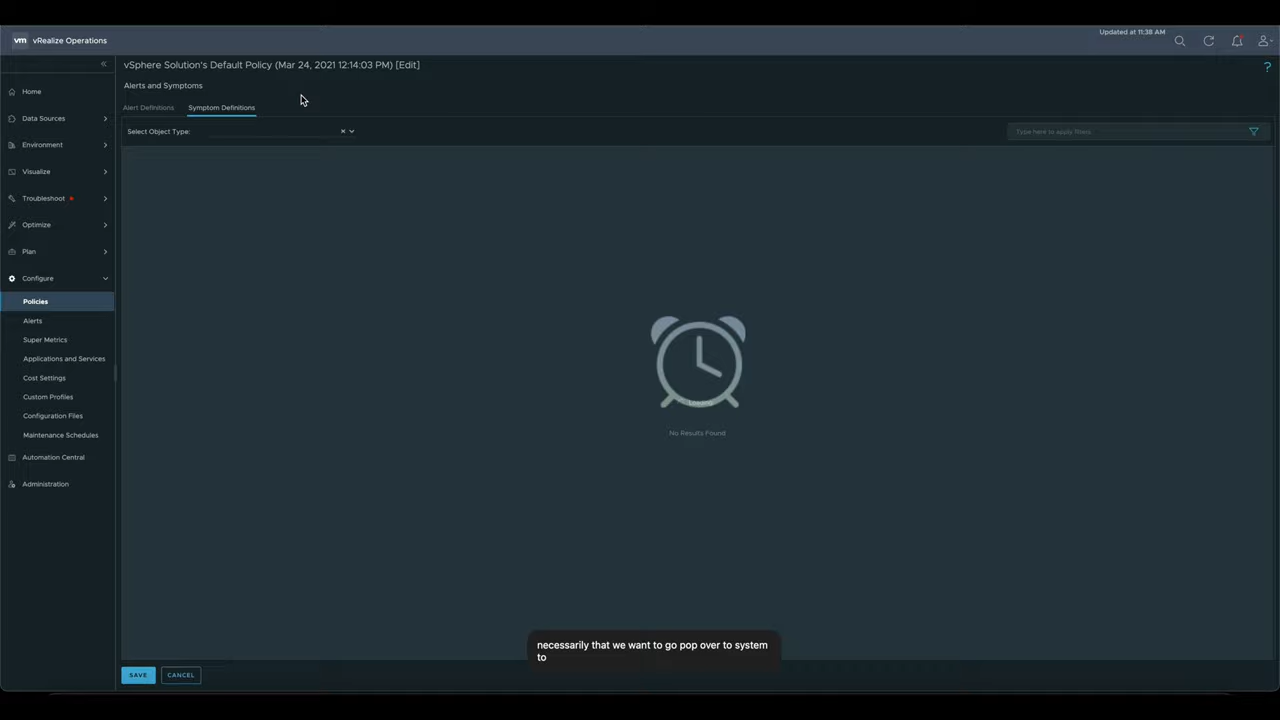 Updated at 11:38 AM
vm vRealize Operations
vSphere Solution's Default Policy (Mar 24, 2021 12:14:03 PM) [Edit]
?
Alerts and Symptoms
Alert Definitions Symptom Definitions
Select Object Type:
Type here to apply filters
Home
Data Sources
Environment
Visualize
Troubleshoot
Optimize
Plan
Configure
Policies
Alerts
Super Metrics
Applications and Services
Cost Settings
Custom Profiles
Configuration Files
Maintenance Schedules
Automation Central
Administration
No Results Found
necessarily that we want to go pop over to system
to
SAVE CANCEL